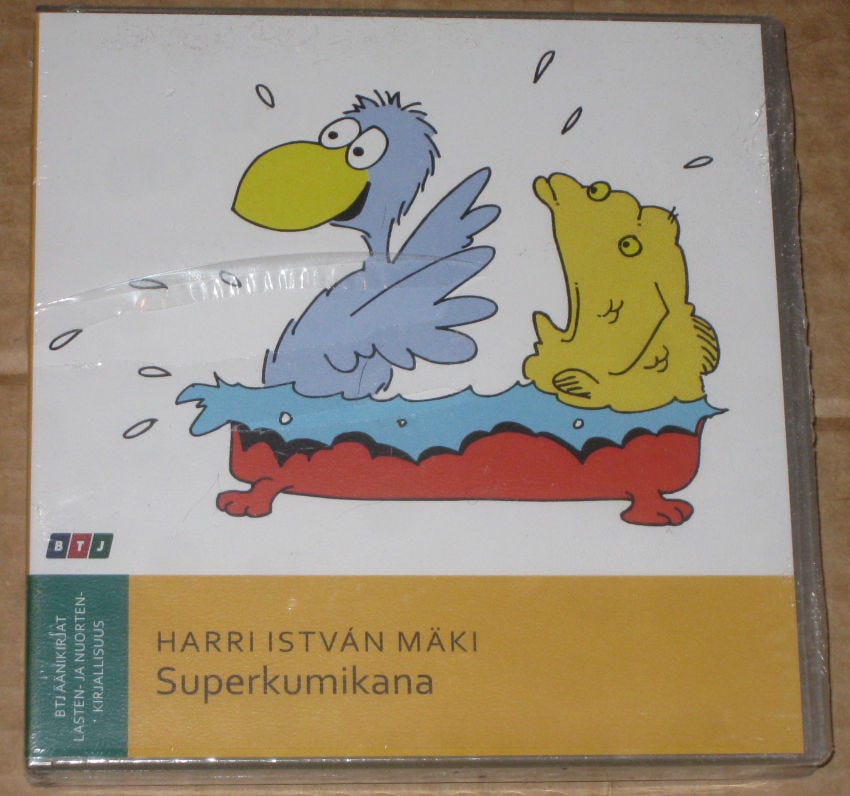 BTJ
BTJ ÄÄNIKIRJAT
LASTEN- JA NUORTEN-
KIRJALLISUUS
HARRI ISTVÁN MÄKI
Superkumikana